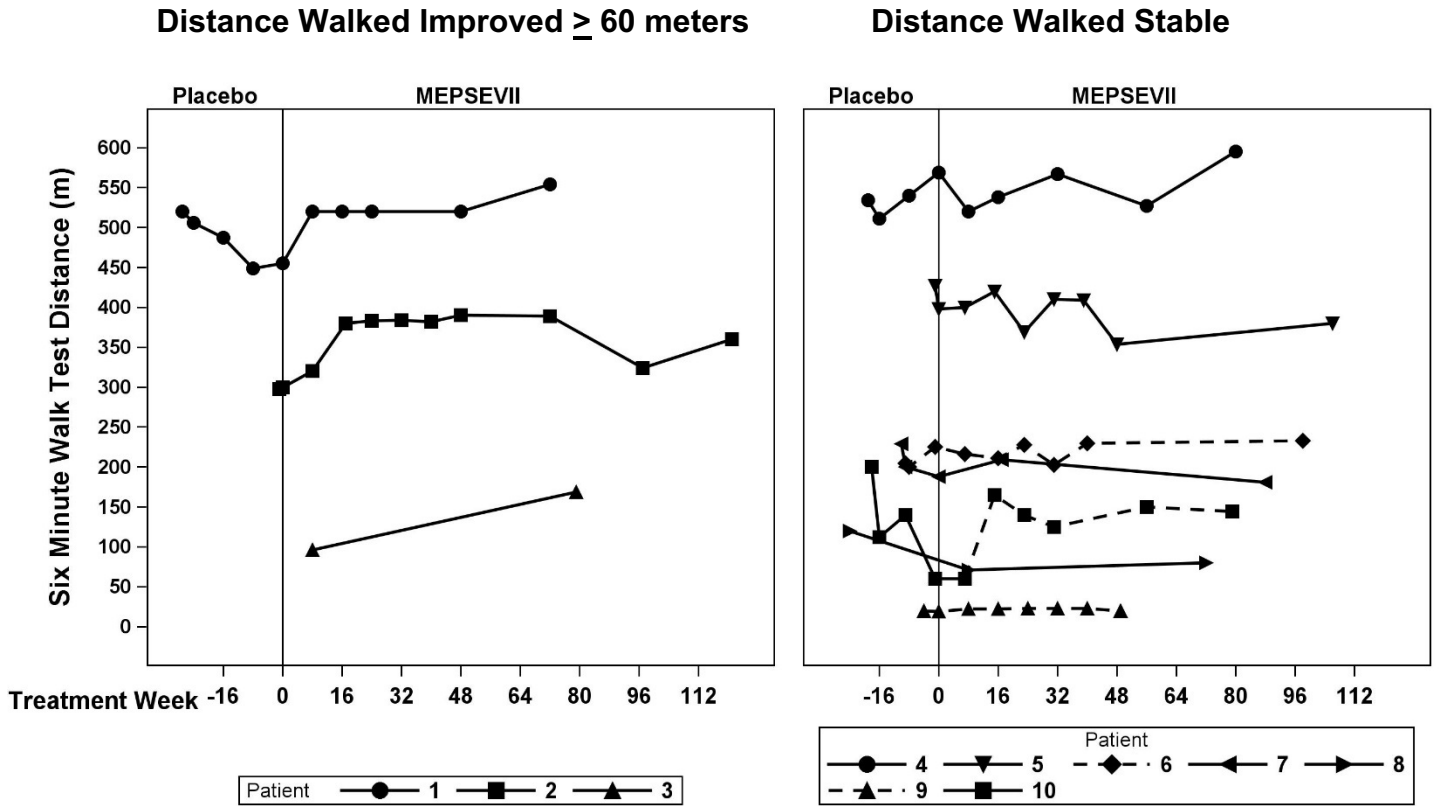 Distance Walked Improved ≥ 60 meters
Distance Walked Stable
Placebo MEPSEVII
Placebo MEPSEVII
Six Minute Walk Test Distance (m)
600
550
500
450
400
350
300
250
200
150
100
50
0
Treatment Week -16 0 16 32 48 64 80 96 112
-16 0 16 32 48 64 80 96 112
Patient 1 2 3
Patient
4 5 6 7 8
9 10